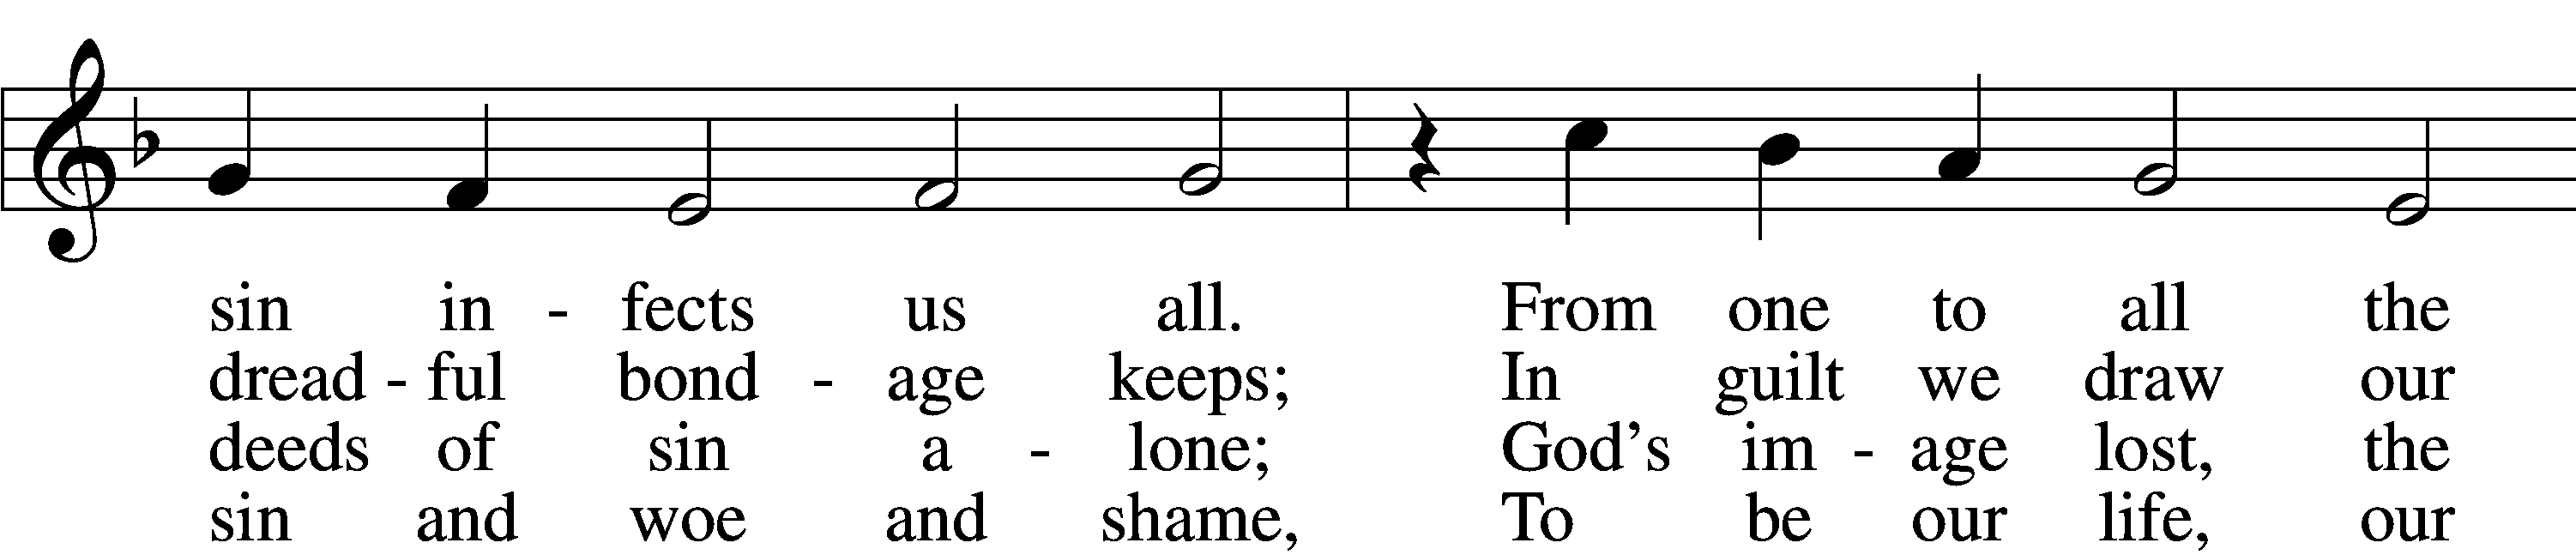 sin in - fects us all. From one to all the
dread - ful bond - age keeps; In guilt we draw our
deeds of sin a - lone; God's im - age lost, the
sin and woe and shame, To be our life, our